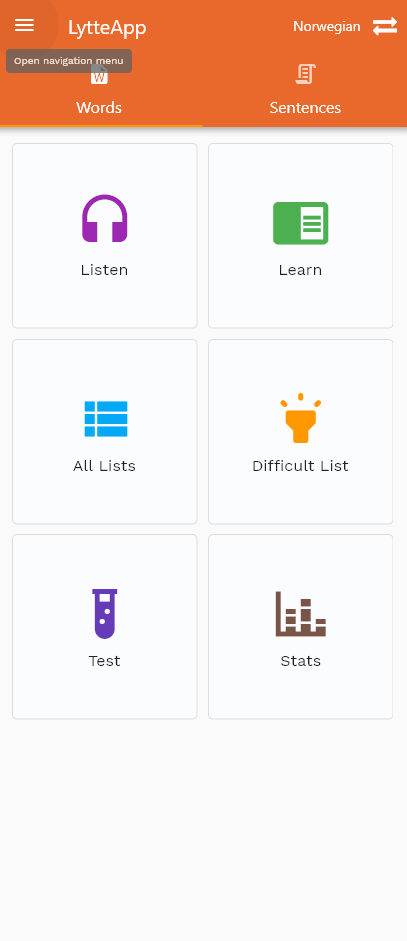 LytteApp
Norwegian
Open navigation menu
W
Words
Sentences
Listen
Learn
All Lists
Difficult List
Test
Stats